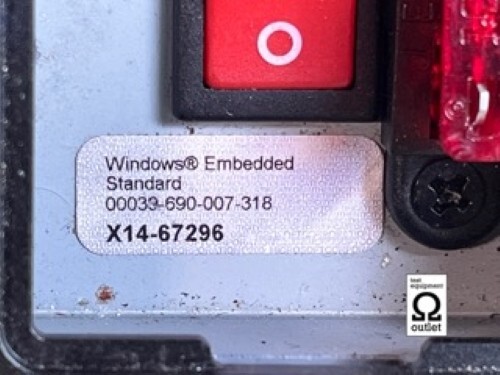 Windows® Embedded
Standard
00039-690-007-318
X14-67296
test
equipment
Ω
outlet